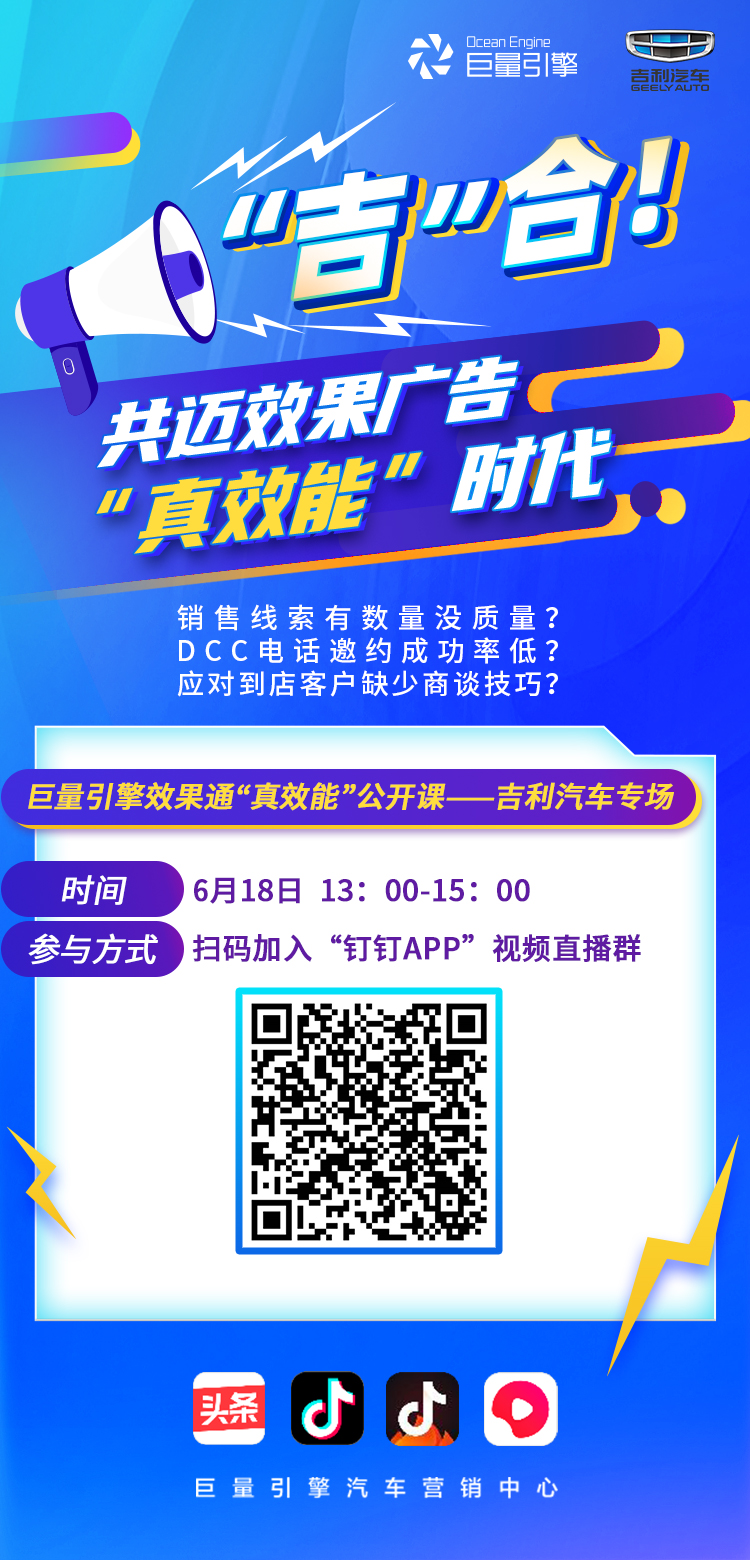 Ocean Engine
巨量引擎
吉利汽车
GEELY AUTO
“吉”合！
共迈效果广告
“真效能”时代
销售线索有数量没质量？
DCC电话邀约成功率低？
应对到店客户缺少商谈技巧？
巨量引擎效果通“真效能”公开课——吉利汽车专场
时间 6月18日 13：00-15：00
参与方式 扫码加入“钉钉APP”视频直播群
头条
巨量引擎汽车营销中心